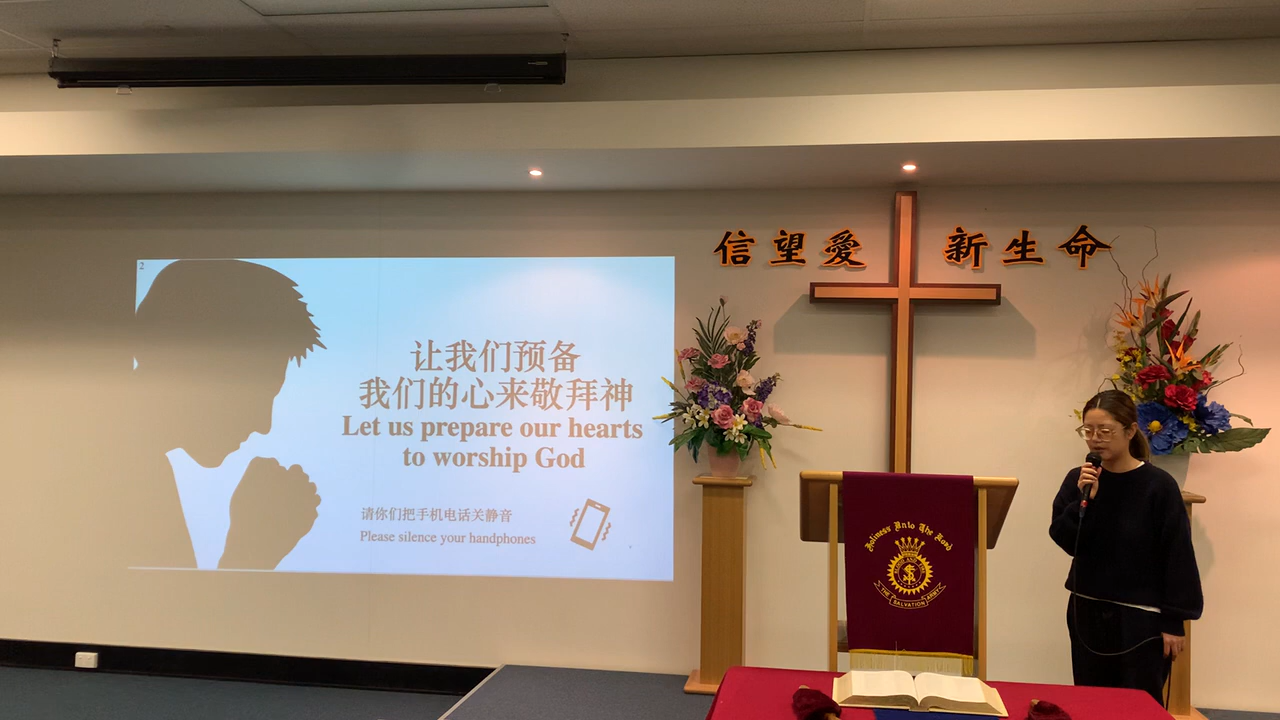 信望愛 新生命
2
让我们预备
我们的心来敬拜神
Let us prepare our hearts
to worship God
请你们把手机电话关静音
Please silence your handphones
Holiness Unto The Lord
THE SALVATION ARMY